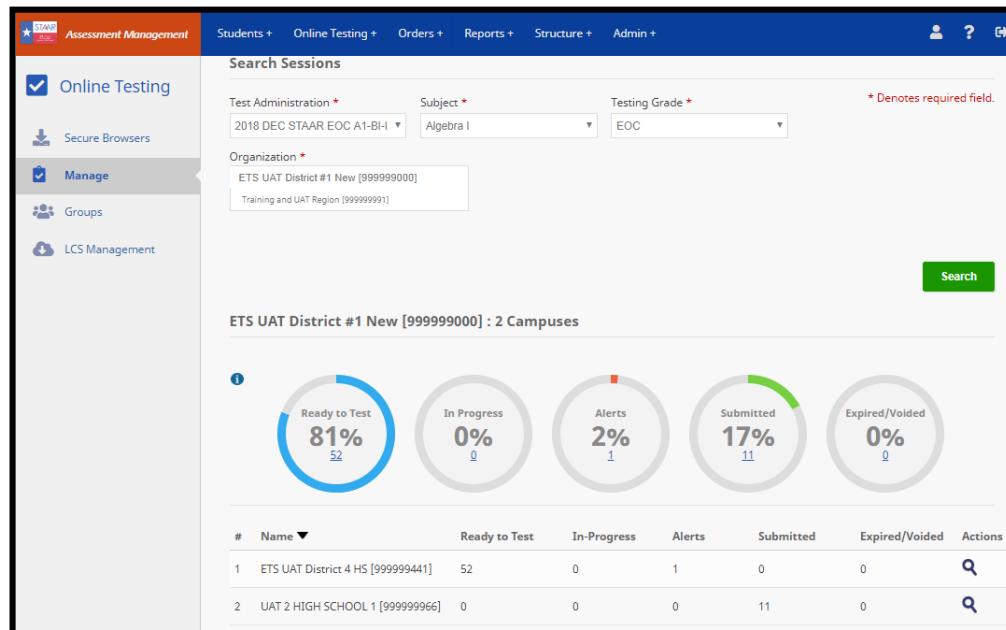 STAAR
Assessment Management
Students + Online Testing + Orders + Reports + Structure + Admin + ?
Online Testing
Secure Browsers
Manage
Groups
LCS Management
Search Sessions
* Denotes required field.
Test Administration * Subject * Testing Grade *
2018 DEC STAAR EOC A1-BI-I Algebra I EOC
Organization *
ETS UAT District #1 New [999999000]
Training and UAT Region [999999991]
Search
ETS UAT District #1 New [999999000] : 2 Campuses
i
Ready to Test
81%
52
In Progress
0%
0
Alerts
2%
1
Submitted
17%
11
Expired/Voided
0%
0
# Name Ready to Test In-Progress Alerts Submitted Expired/Voided Actions
1 ETS UAT District 4 HS [999999441] 52 0 1 0 0
2 UAT 2 HIGH SCHOOL 1 [999999966] 0 0 0 11 0